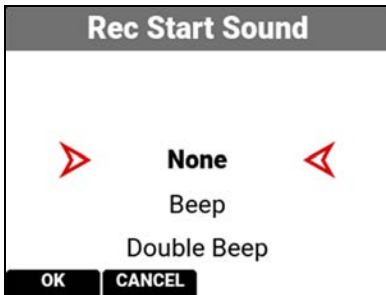 Rec Start Sound
None
Beep
Double Beep
OK CANCEL